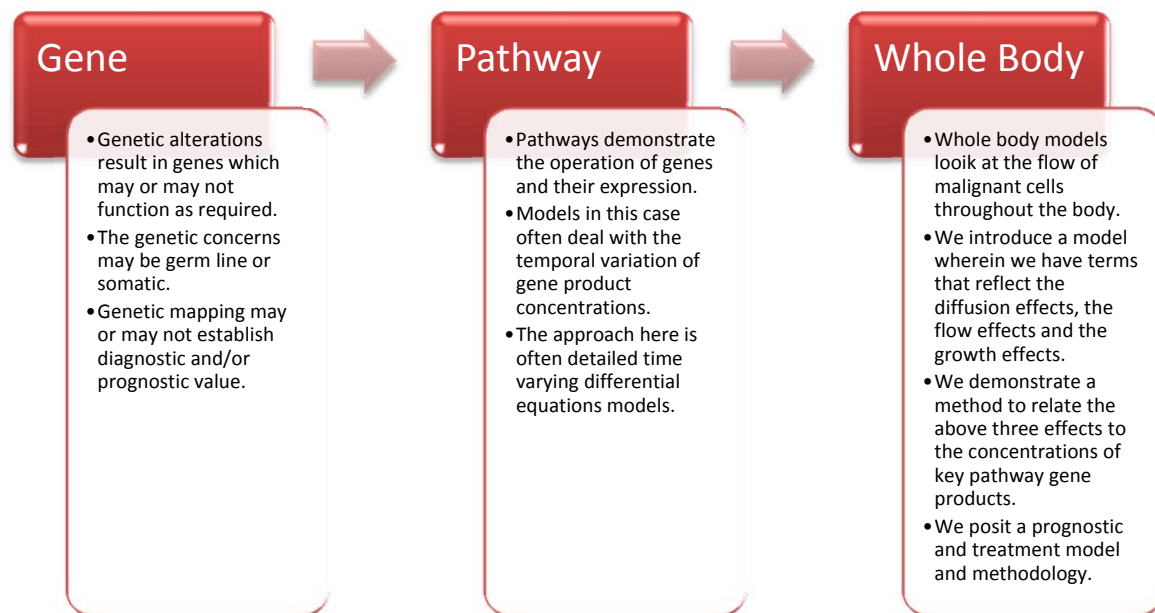 Gene
•Genetic alterations
result in genes which
may or may not
function as required.
•The genetic concerns
may be germ line or
somatic.
•Genetic mapping may
or may not establish
diagnostic and/or
prognostic value.
Pathway
•Pathways demonstrate
the operation of genes
and their expression.
•Models in this case
often deal with the
temporal variation of
gene product
concentrations.
•The approach here is
often detailed time
varying differential
equations models.
Whole Body
•Whole body models
looik at the flow of
malignant cells
throughout the body.
•We introduce a model
wherein we have terms
that reflect the
diffusion effects, the
flow effects and the
growth effects.
•We demonstrate a
method to relate the
above three effects to
the concentrations of
key pathway gene
products.
•We posit a prognostic
and treatment model
and methodology.